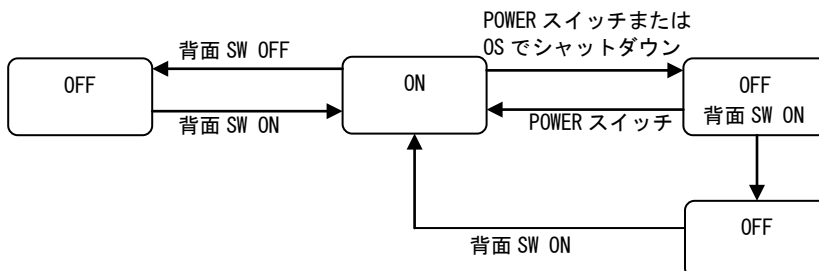 POWER スイッチまたは
OS でシャットダウン
背面 SW OFF
OFF
ON
OFF
背面 SW ON
背面 SW ON
POWER スイッチ
OFF
背面 SW ON